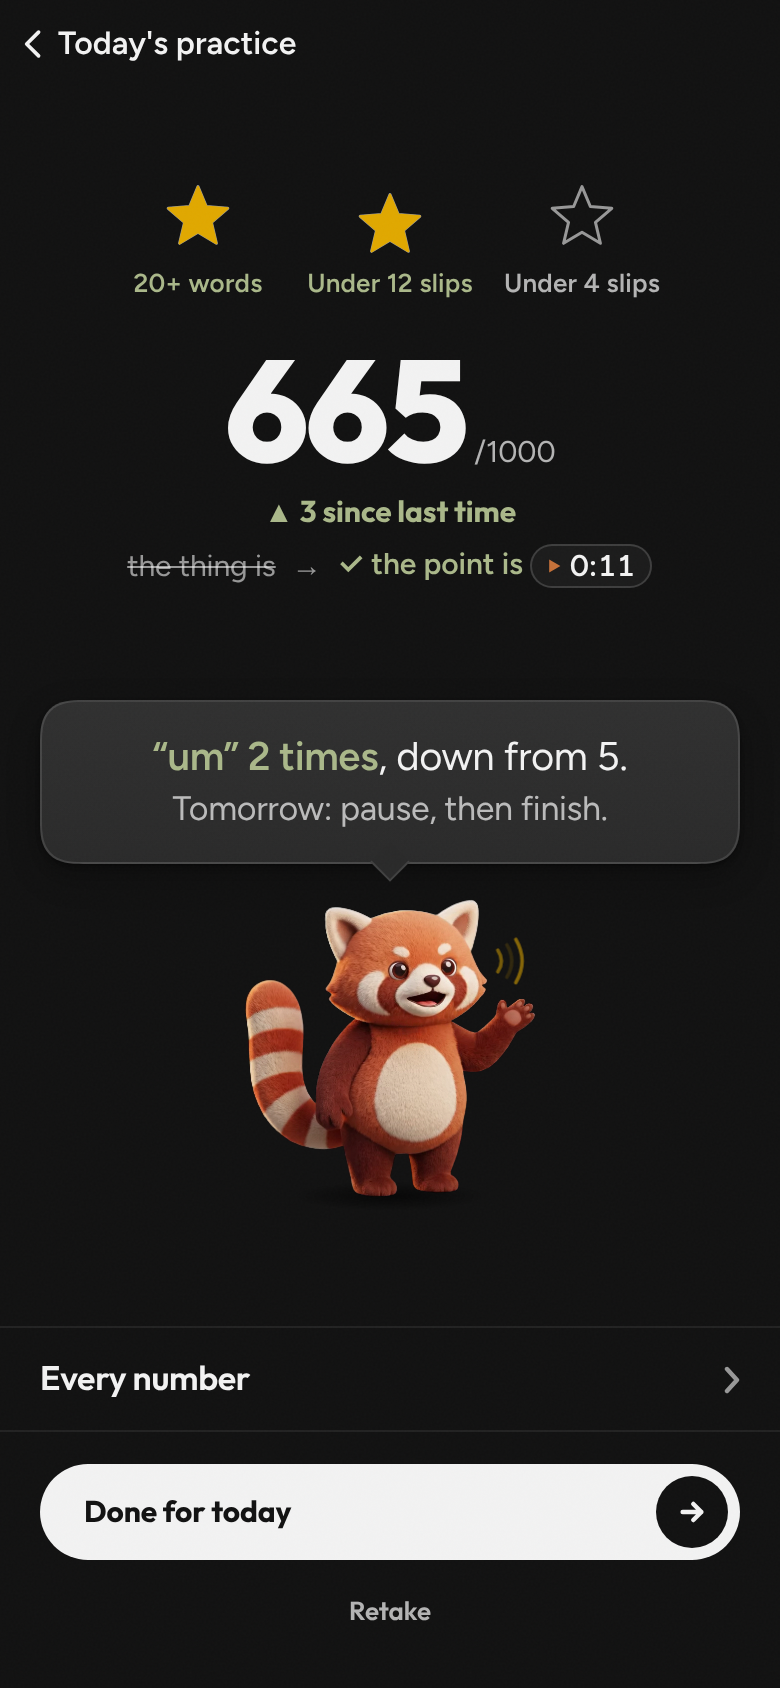 Today's practice
20+ words
Under 12 slips
Under 4 slips
665/1000
▲ 3 since last time
the thing is → ✓ the point is ▶ 0:11
“um” 2 times, down from 5.
Tomorrow: pause, then finish.
Every number
Done for today
Retake